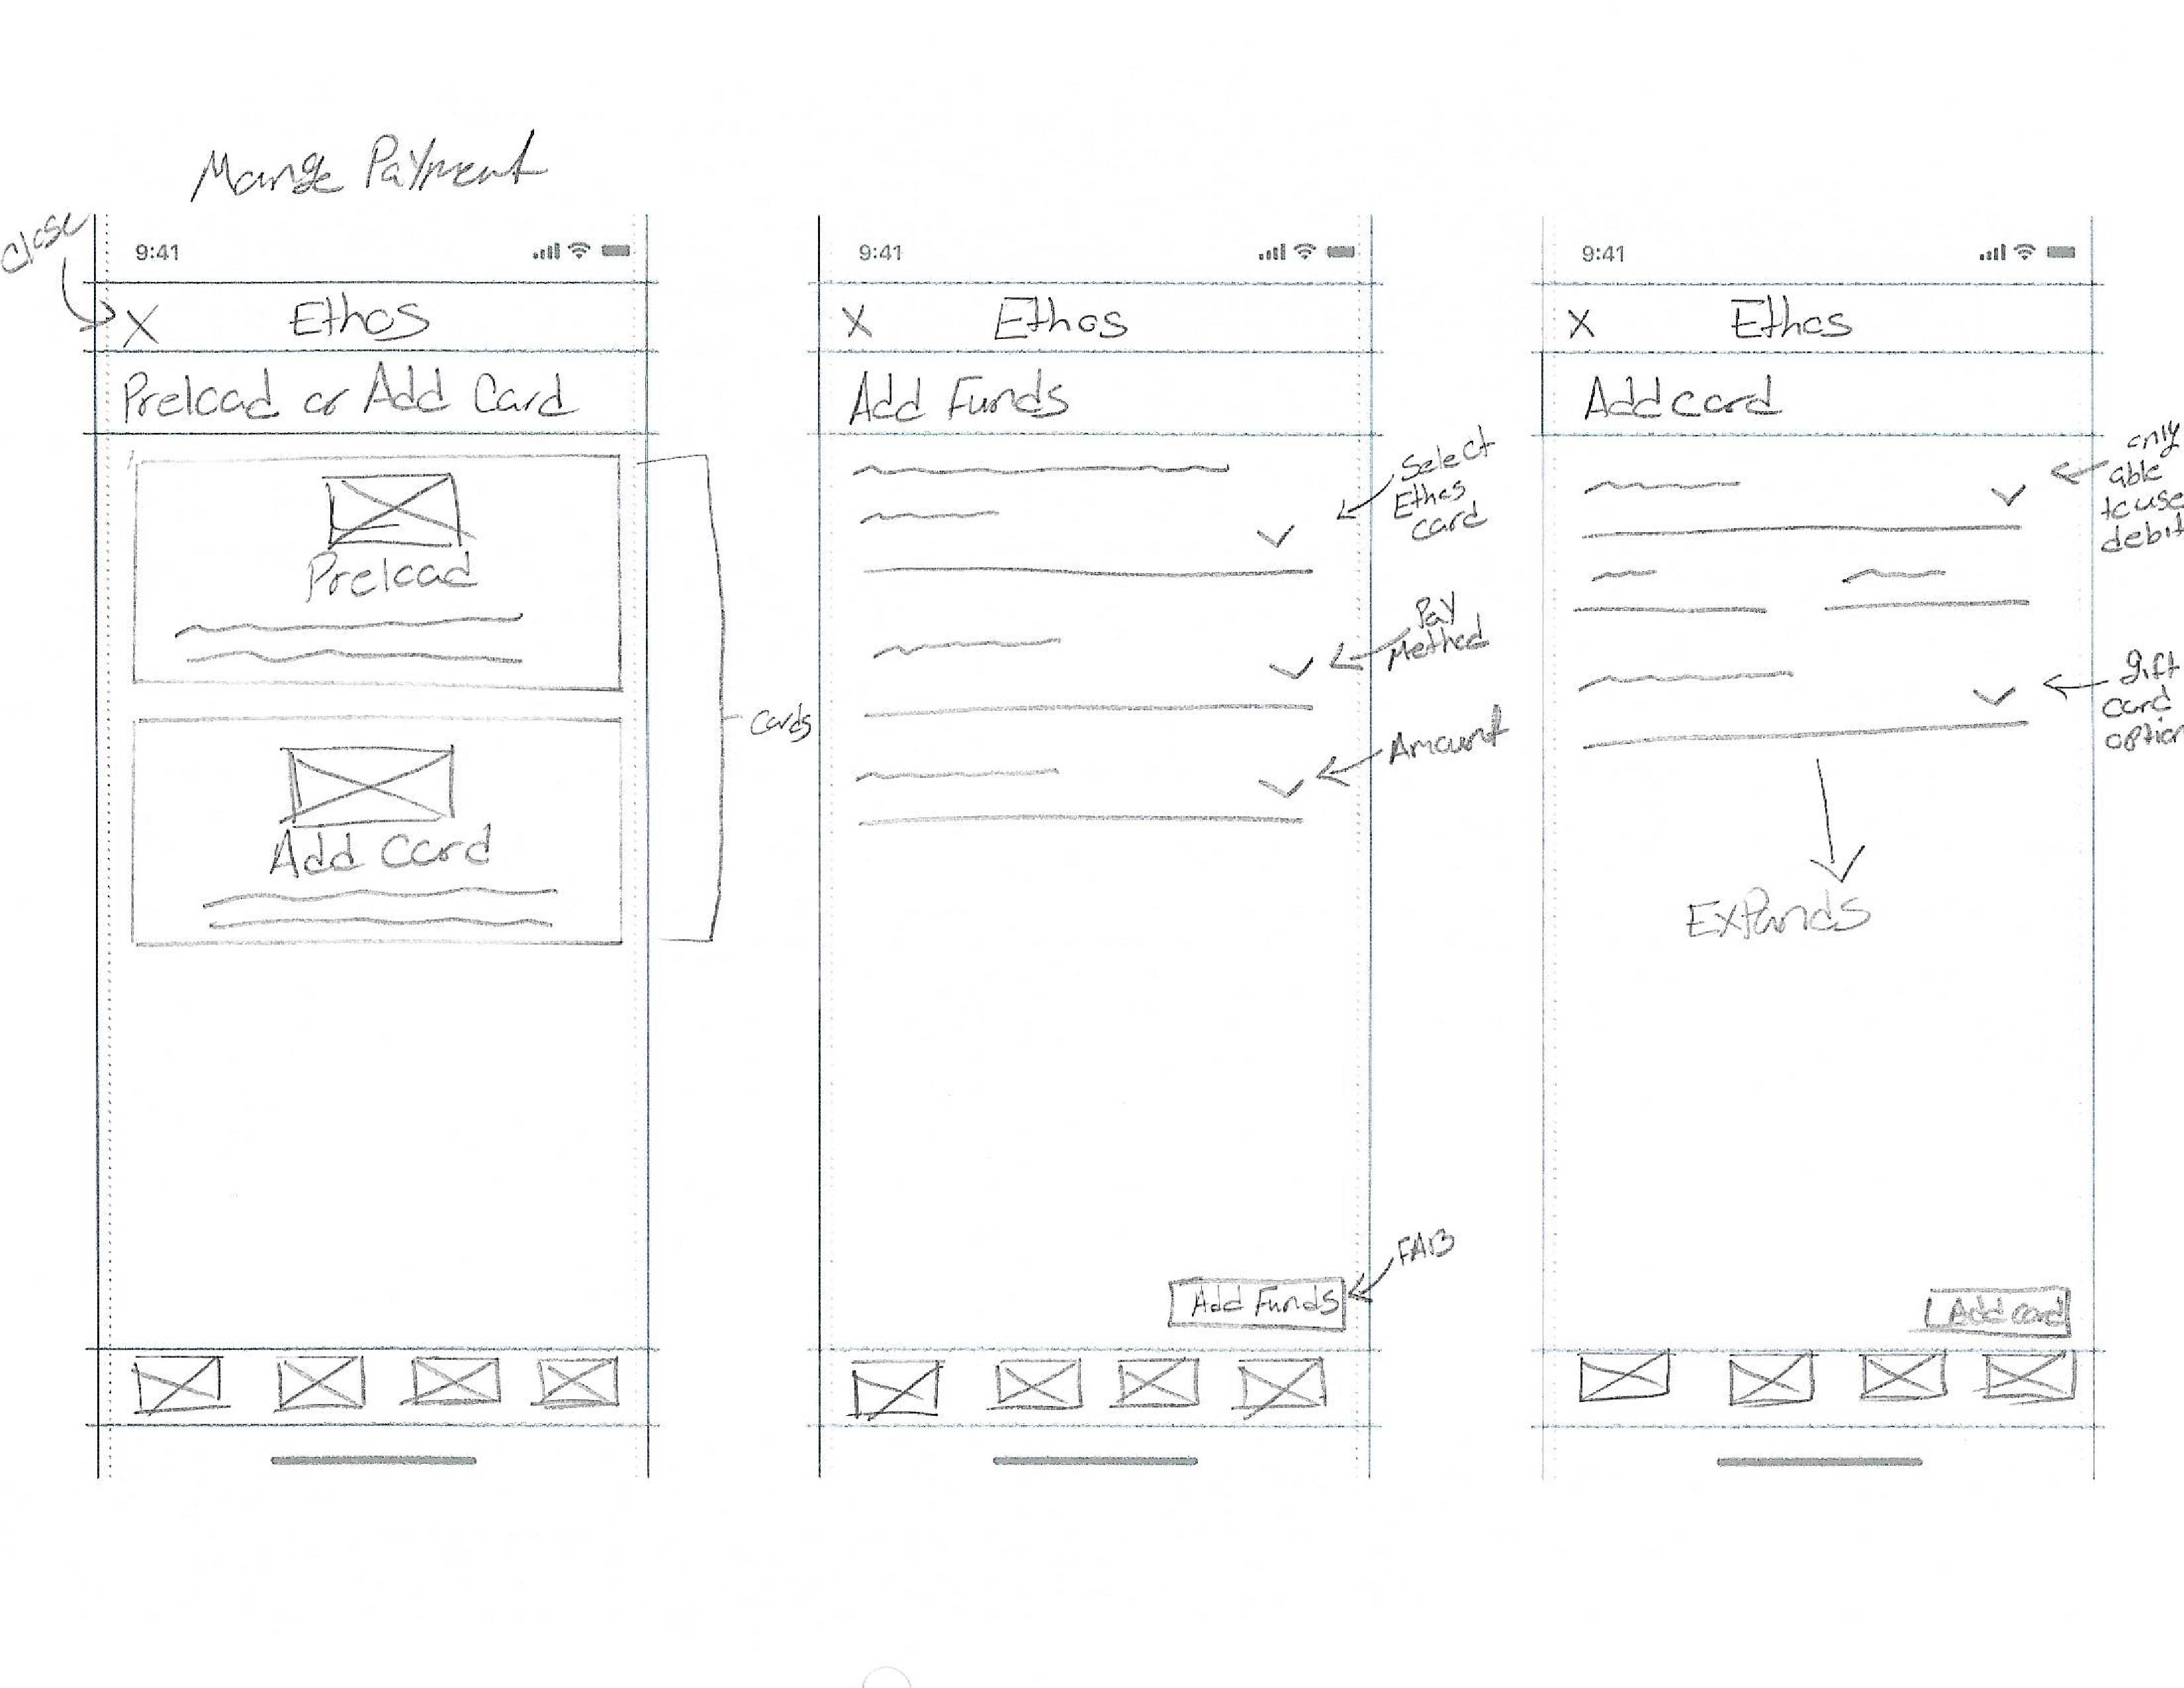 Mange Payment
close
9:41
X Ethos
Preload or Add Card
Preload
Add Card
Cards
9:41
X Ethos
Add Funds
Select
Ethos
card
Pay
Method
Amount
FAB
Add Funds
9:41
X Ethos
Add card
only
able
to use
debit
gift
card
option
Expands
Add card